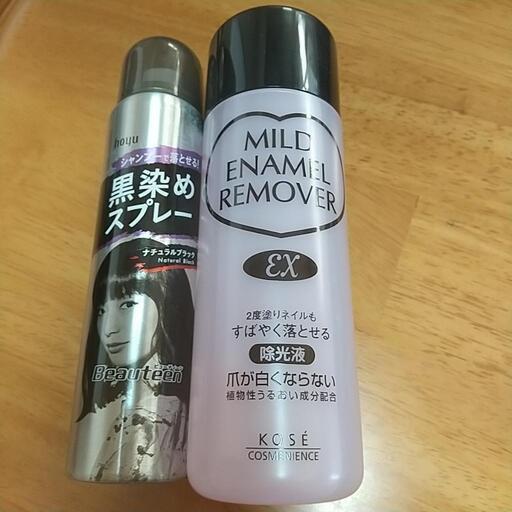 hoyu
シャンプーで落とせる!
黒染め
スプレー
ナチュラルブラック
Natural Black
Beauteen
MILD
ENAMEL
REMOVER
EX
2度塗りネイルも
すばやく落とせる
除光液
爪が白くならない
植物性うるおい成分配合
KOSÉ
COSMENIENCE